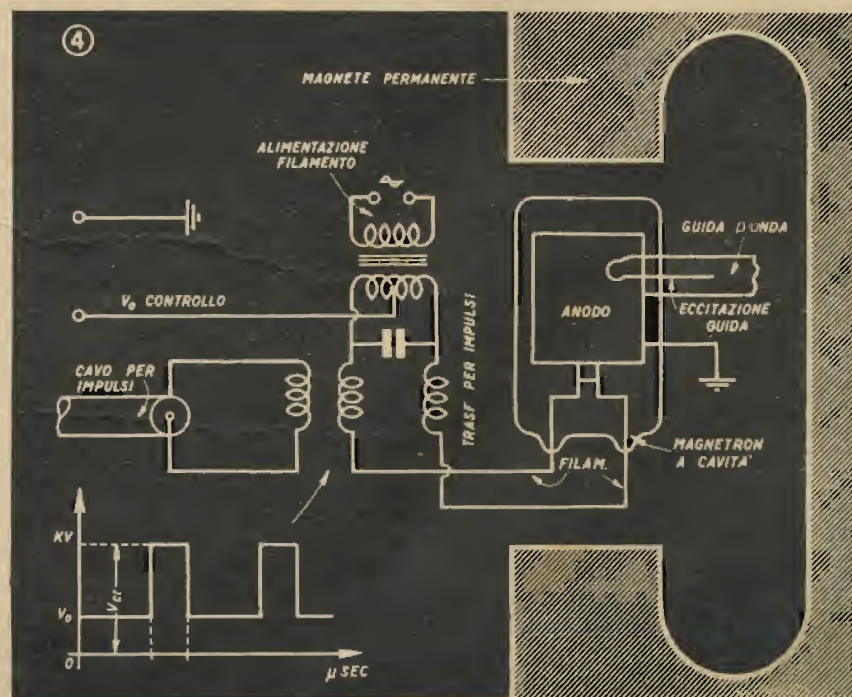 4
MAGNETE PERMANENTE
ALIMENTAZIONE
FILAMENTO
GUIDA D'ONDA
V₀ CONTROLLO
ANODO
ECCITAZIONE
GUIDA
CAVO PER
IMPULSI
TRASF PER IMPULSI
MAGNETRON
A CAVITA'
FILAM.
KV
V₀
0
μ SEC